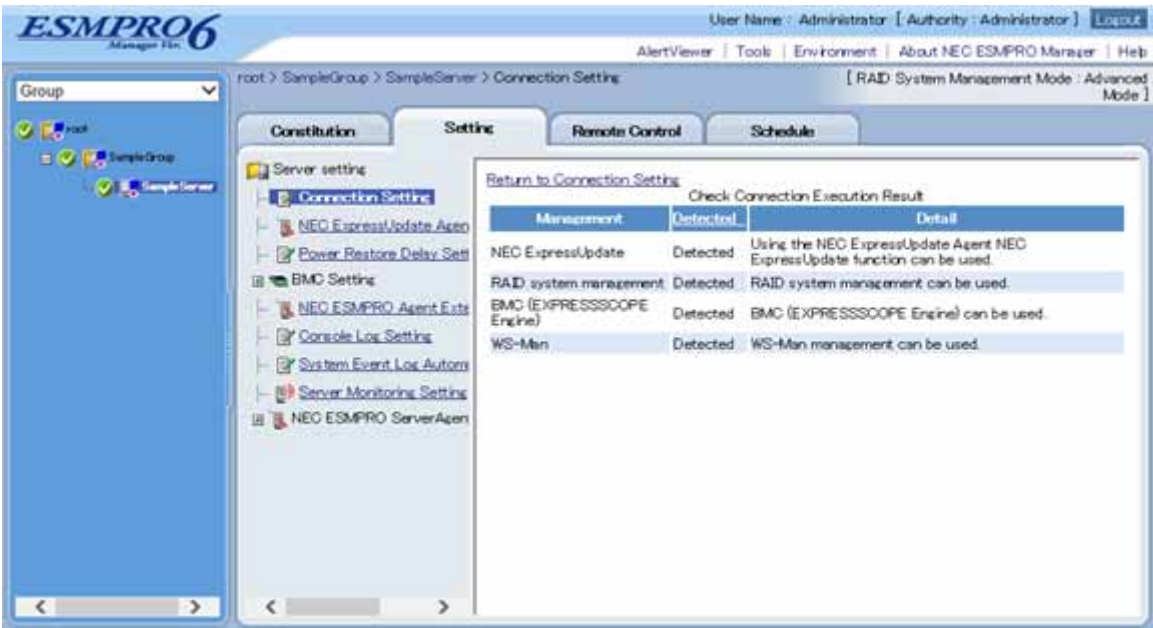 ESMPRO6
Manager Ver.
User Name : Administrator [ Authority : Administrator ] Logout
AlertViewer | Tools | Environment | About NEC ESMPRO Manager | Help
Group
root
SampleGroup
SampleServer
root > SampleGroup > SampleServer > Connection Setting
[ RAID System Management Mode : Advanced
Mode ]
Constitution
Setting
Remote Control
Schedule
Server setting
Connection Setting
NEC ExpressUpdate Agen
Power Restore Delay Sett
BMC Setting
NEC ESMPRO Agent Exte
Console Log Setting
System Event Log Autom
Server Monitoring Setting
NEC ESMPRO ServerAgen
Return to Connection Setting
Check Connection Execution Result
Management Detected Detail
NEC ExpressUpdate Detected Using the NEC ExpressUpdate Agent NEC
ExpressUpdate function can be used.
RAID system management Detected RAID system management can be used.
BMC (EXPRESSSCOPE
Engine) Detected BMC (EXPRESSSCOPE Engine) can be used.
WS-Man Detected WS-Man management can be used.